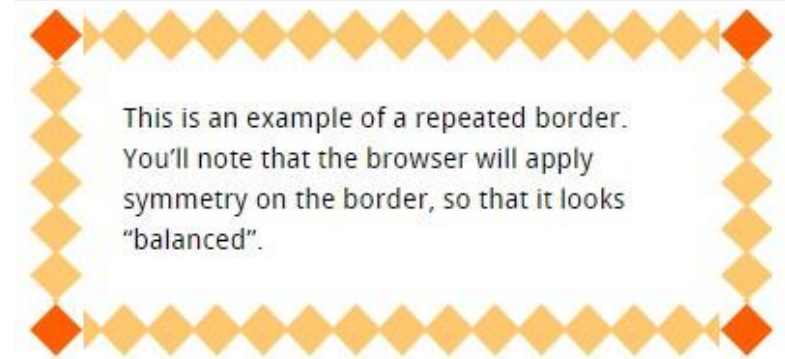 This is an example of a repeated border.
You’ll note that the browser will apply
symmetry on the border, so that it looks
“balanced”.